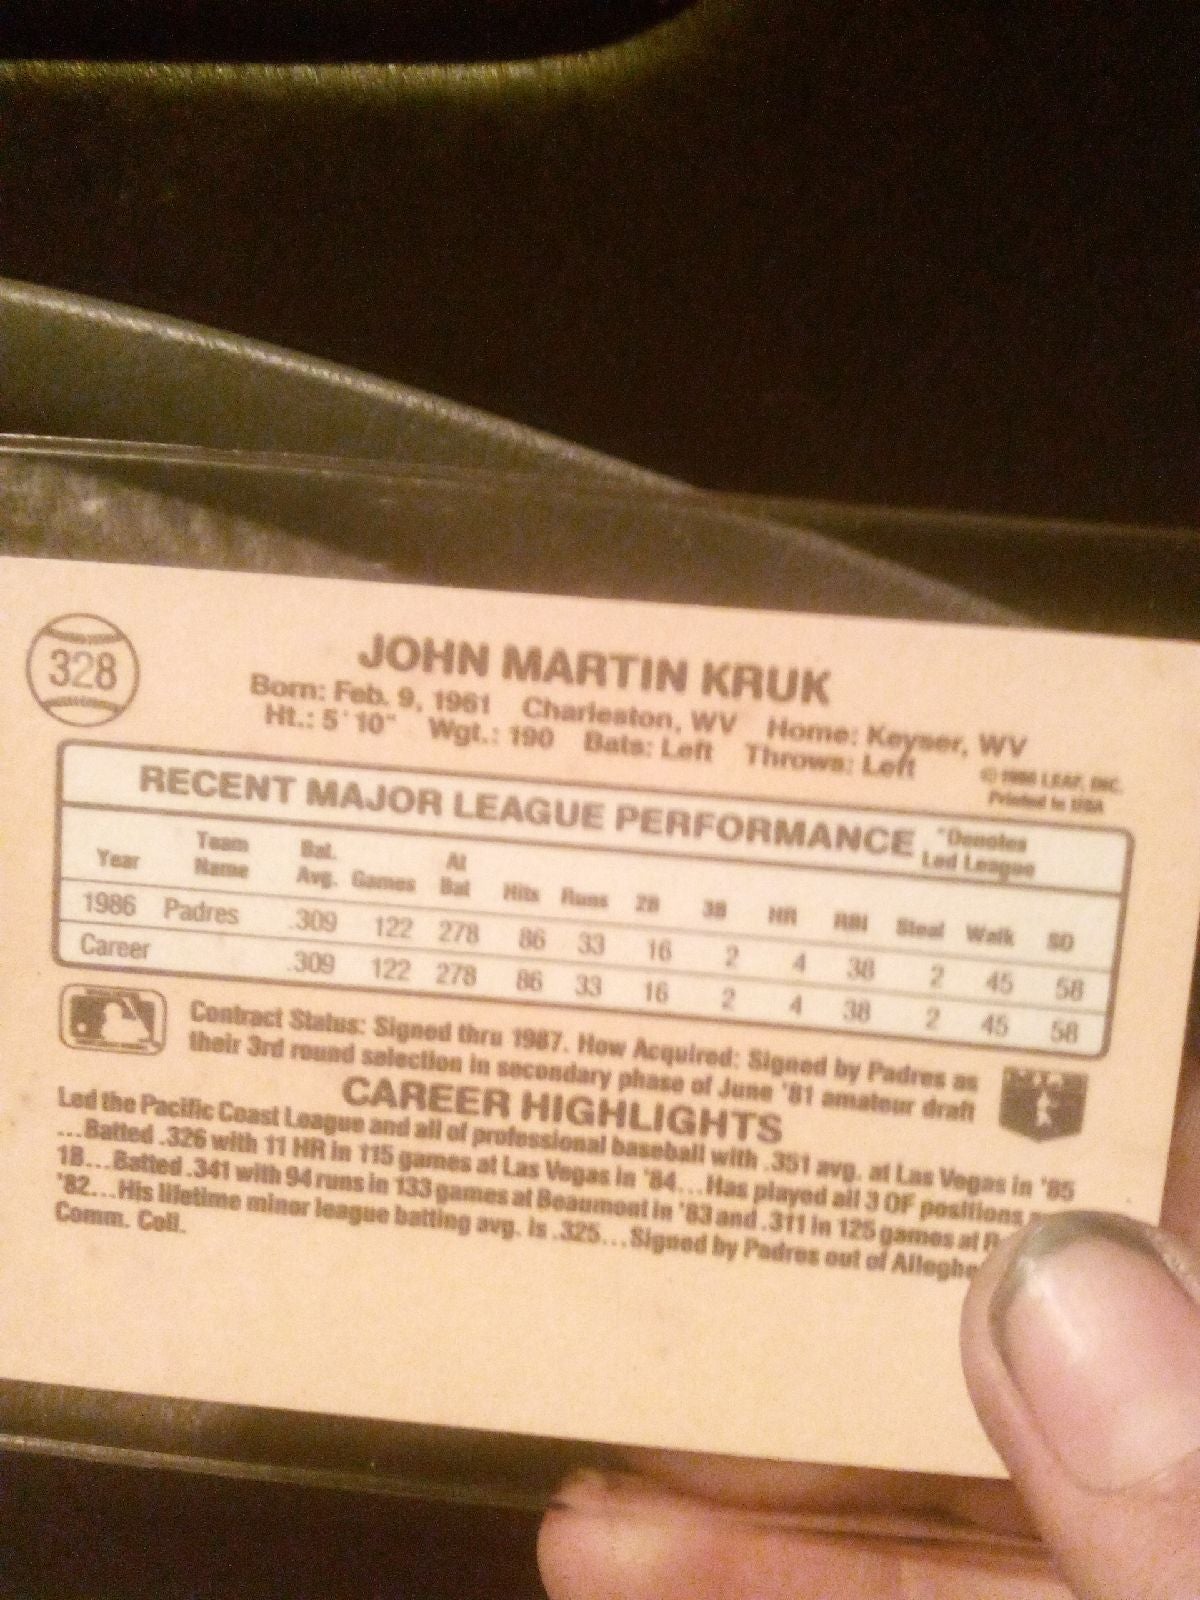 328
JOHN MARTIN KRUK
Born: Feb. 9, 1961 Charleston, WV Home: Keyser, WV
Ht.: 5'10" Wgt.: 190 Bats: Left Throws: Left
© LEAF, INC.
Printed in USA
RECENT MAJOR LEAGUE PERFORMANCE *Denotes Led League
Year Team Name Bat. Avg. Games At Bat Hits Runs 2B 3B HR RBI Steal Walk SO
1986 Padres .309 122 278 86 33 16 2 4 38 2 45 58
Career .309 122 278 86 33 16 2 4 38 2 45 58
Contract Status: Signed thru 1987. How Acquired: Signed by Padres as
their 3rd round selection in secondary phase of June '81 amateur draft
CAREER HIGHLIGHTS
Led the Pacific Coast League and all of professional baseball with .351 avg. at Las Vegas in '85
...Batted .326 with 11 HR in 115 games at Las Vegas in '84...Has played all 3 OF positions
1B...Batted .341 with 94 runs in 133 games at Beaumont in '83 and .311 in 125 games at
'82...His lifetime minor league batting avg. is .325...Signed by Padres out of Alleghe
Comm. Coll.